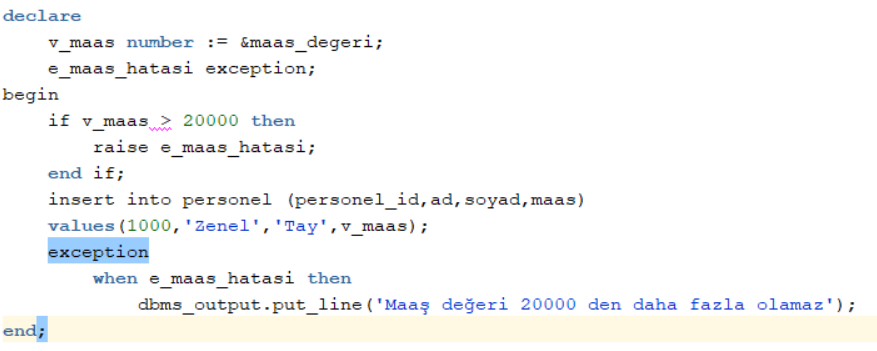 declare
    v_maas number := &maas_degeri;
    e_maas_hatasi exception;
begin
    if v_maas > 20000 then
        raise e_maas_hatasi;
    end if;
    insert into personel (personel_id,ad,soyad,maas)
    values(1000,'Zenel','Tay',v_maas);
    exception
        when e_maas_hatasi then
            dbms_output.put_line('Maaş değeri 20000 den daha fazla olamaz');
end;